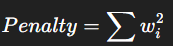 Penalty = ∑ w_i^2